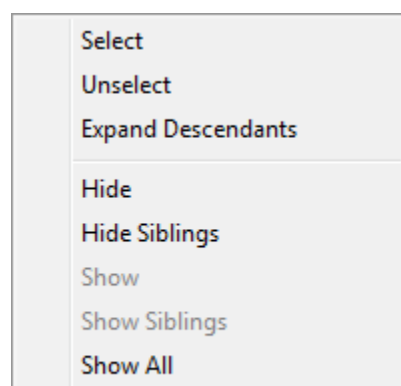 Select
Unselect
Expand Descendants
Hide
Hide Siblings
Show
Show Siblings
Show All